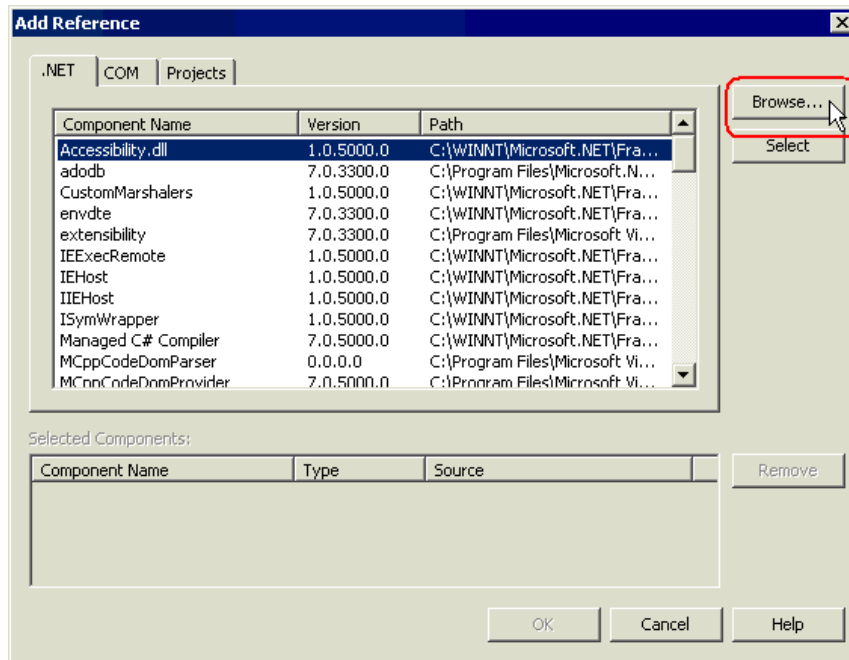 Add Reference
.NET COM Projects
Browse...
Select
Component Name Version Path
Accessibility.dll 1.0.5000.0 C:\WINNT\Microsoft.NET\Fra...
adodb 7.0.3300.0 C:\Program Files\Microsoft.N...
CustomMarshalers 1.0.5000.0 C:\WINNT\Microsoft.NET\Fra...
envdte 7.0.3300.0 C:\WINNT\Microsoft.NET\Fra...
extensibility 7.0.3300.0 C:\Program Files\Microsoft Vi...
IEExecRemote 1.0.5000.0 C:\WINNT\Microsoft.NET\Fra...
IEHost 1.0.5000.0 C:\WINNT\Microsoft.NET\Fra...
IIEHost 1.0.5000.0 C:\WINNT\Microsoft.NET\Fra...
ISymWrapper 1.0.5000.0 C:\WINNT\Microsoft.NET\Fra...
Managed C# Compiler 7.0.5000.0 C:\WINNT\Microsoft.NET\Fra...
MCppCodeDomParser 0.0.0.0 C:\Program Files\Microsoft Vi...
MCppCodeDomProvider 7.0.5000.0 C:\Program Files\Microsoft Vi...
Selected Components:
Component Name Type Source
Remove
OK Cancel Help